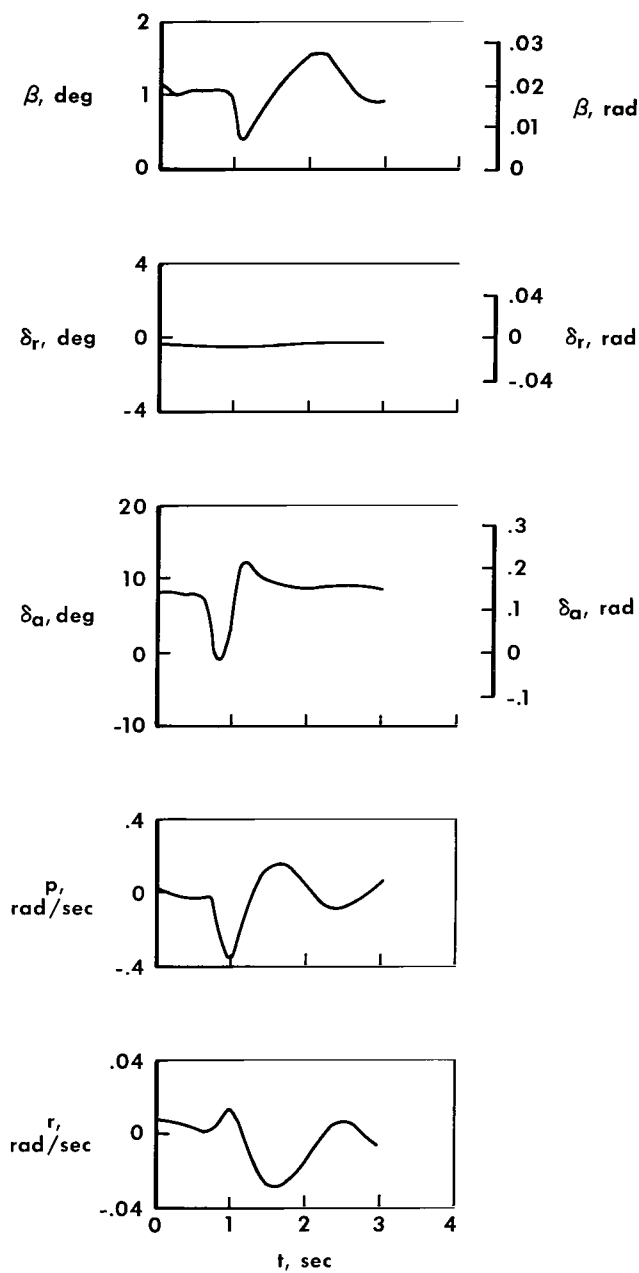 2
β, deg
1
0
.03
.02
β, rad
.01
0
4
δr, deg
0
-4
.04
0
δr, rad
-.04
20
10
δa, deg
0
-10
.3
.2
δa, rad
.1
0
-.1
.4
p,
0
rad/sec
-.4
.04
r,
0
rad/sec
-.04
0 1 2 3 4
t, sec